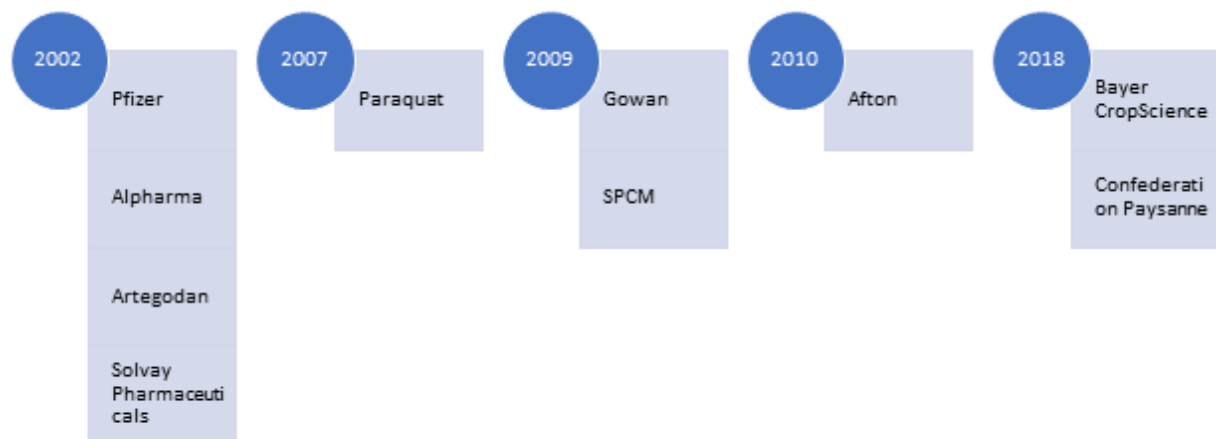 2002
Pfizer
Alpharma
Artegodan
Solvay
Pharmaceuti
cals
2007
Paraquat
2009
Gowan
SPCM
2010
Afton
2018
Bayer
CropScience
Confederati
on Paysanne